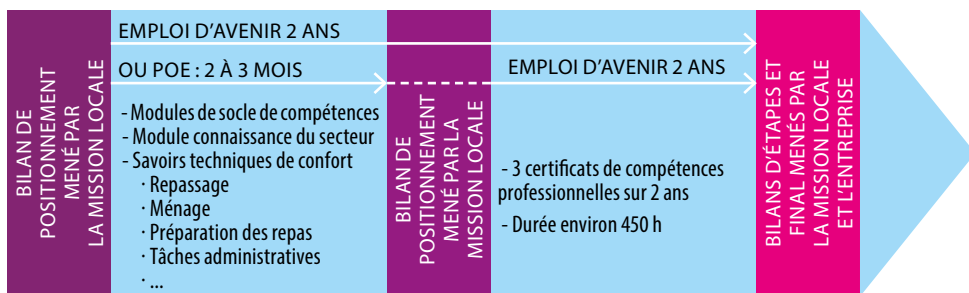 BILAN DE
POSITIONNEMENT
MENÉ PAR
LA MISSION LOCALE
EMPLOI D’AVENIR 2 ANS
OU POE : 2 À 3 MOIS
- Modules de socle de compétences
- Module connaissance du secteur
- Savoirs techniques de confort
· Repassage
· Ménage
· Préparation des repas
· Tâches administratives
· ...
BILAN DE
POSITIONNEMENT
MENÉ PAR LA
MISSION LOCALE
EMPLOI D’AVENIR 2 ANS
- 3 certificats de compétences
professionnelles sur 2 ans
- Durée environ 450 h
BILANS D’ÉTAPES ET
FINAL MENÉS PAR
LA MISSION LOCALE
ET L’ENTREPRISE